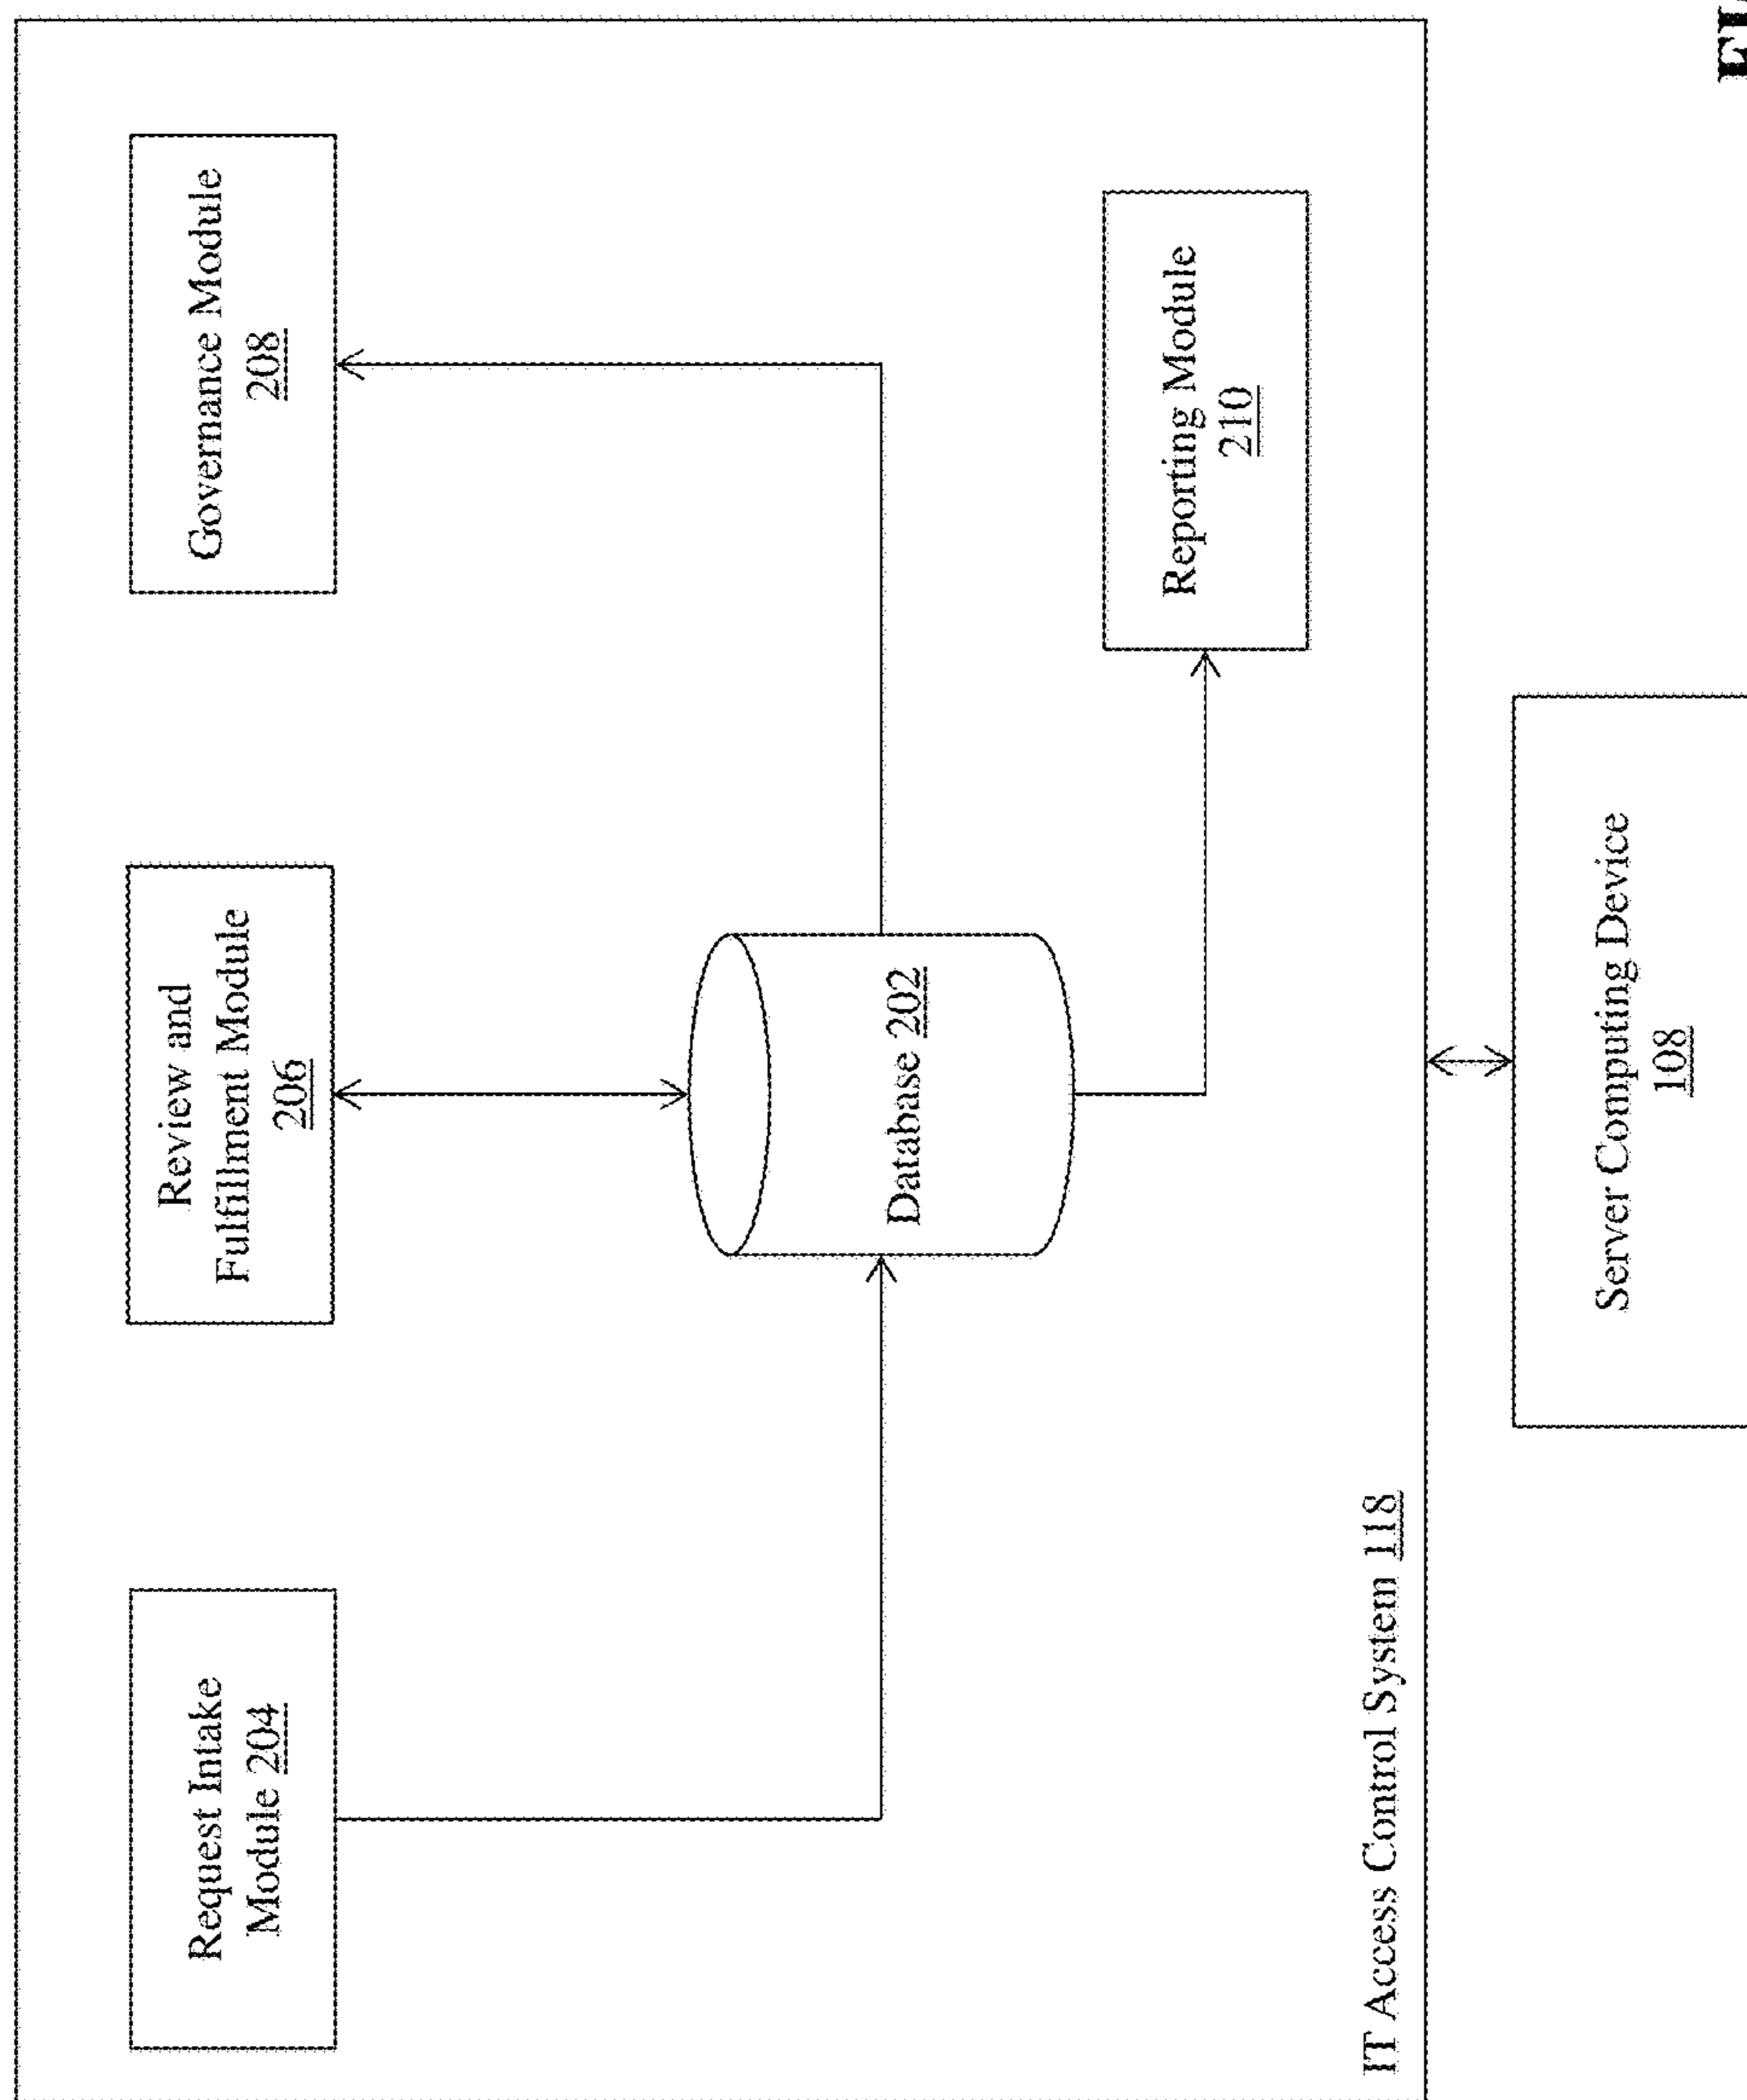 Request Intake
Module 204
Review and
Fulfillment Module
206
Governance Module
208
Database 202
Reporting Module
210
IT Access Control System 118
Server Computing Device
108